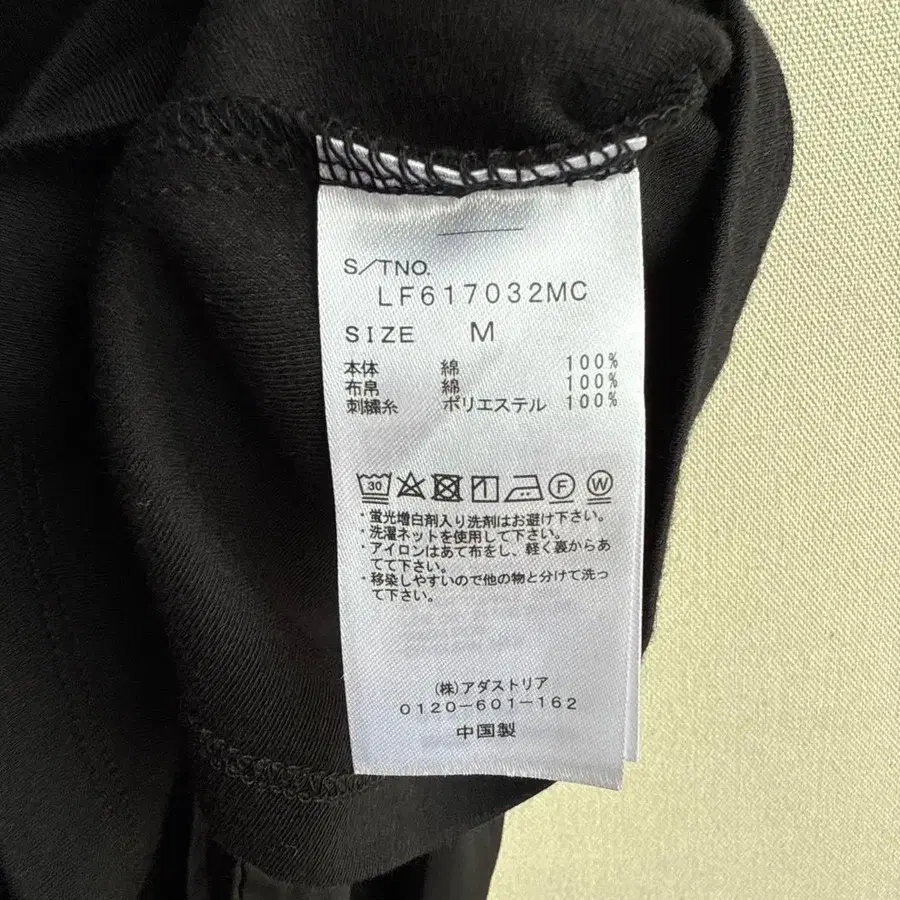 S/TNO.
LF617032MC
SIZE M
本体 綿 100%
布帛 綿 100%
刺繍糸 ポリエステル 100%
30 F W
・蛍光増白剤入り洗剤はお避け下さい。
・洗濯ネットを使用して下さい。
・アイロンはあて布をし、軽く裏からあ
てて下さい。
・移染しやすいので他の物と分けて洗っ
て下さい。
(株)アダストリア
0120-601-162
中国製